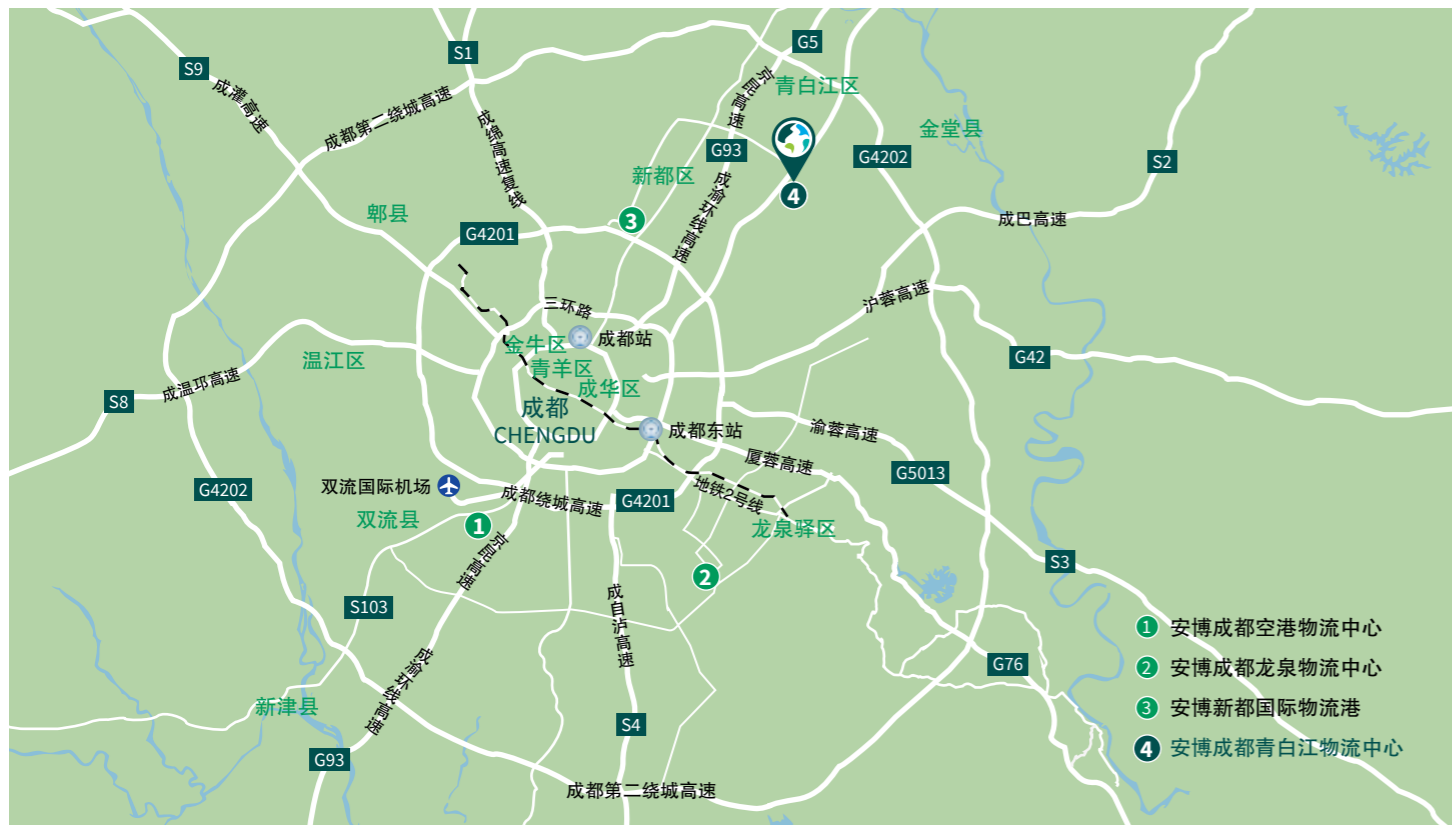 S9
S1
G5
成灌高速
成都第二绕城高速
成绵高速复线
京昆高速
青白江区
金堂县
G93
G4202
S2
新都区
4
成渝环线高速
郫县
3
G4201
成巴高速
三环路
沪蓉高速
金牛区
成都站
温江区
青羊区
G42
成华区
成温邛高速
S8
成都
CHENGDU
成都东站
渝蓉高速
厦蓉高速
G5013
G4202
双流国际机场
成都绕城高速
G4201
地铁2号线
双流县
1
龙泉驿区
京昆高速
2
S3
S103
成自泸高速
1 安博成都空港物流中心
G76
2 安博成都龙泉物流中心
成渝环线高速
新津县
3 安博新都国际物流港
S4
4 安博成都青白江物流中心
G93
成都第二绕城高速